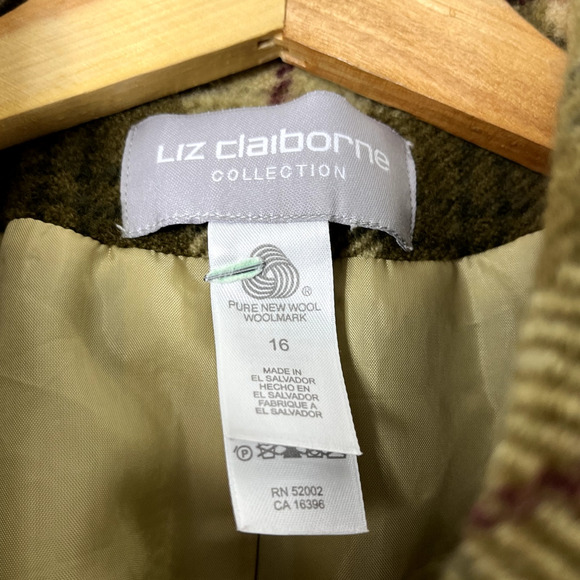 Liz claiborne
COLLECTION
®
PURE NEW WOOL
WOOLMARK
16
MADE IN
EL SALVADOR
HECHO EN
EL SALVADOR
FABRIQUE A
EL SALVADOR
P
RN 52002
CA 16396